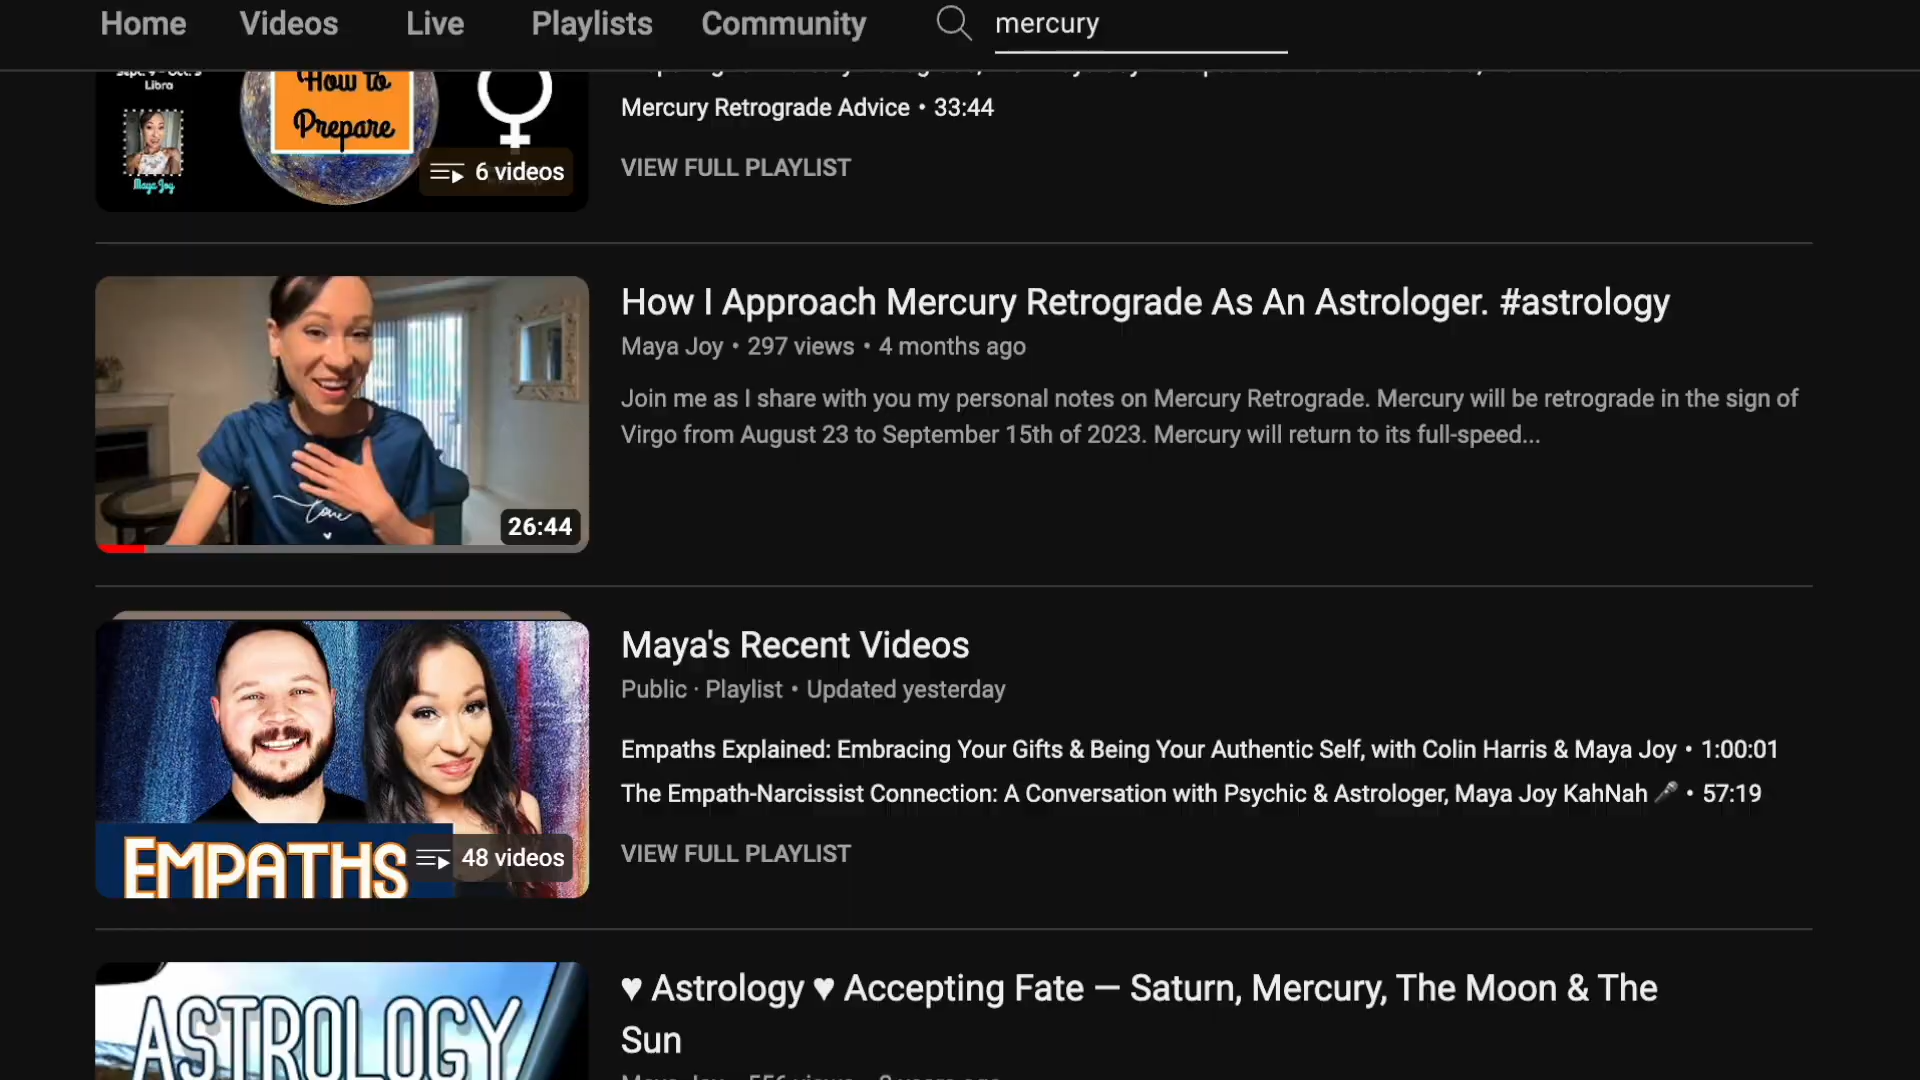 Home Videos Live Playlists Community mercury
Libra
How to
Prepare
Maya Joy
6 videos
Mercury Retrograde Advice • 33:44
VIEW FULL PLAYLIST
How I Approach Mercury Retrograde As An Astrologer. #astrology
Maya Joy • 297 views • 4 months ago
Join me as I share with you my personal notes on Mercury Retrograde. Mercury will be retrograde in the sign of
Virgo from August 23 to September 15th of 2023. Mercury will return to its full-speed...
Love
26:44
Maya's Recent Videos
Public · Playlist • Updated yesterday
Empaths Explained: Embracing Your Gifts & Being Your Authentic Self, with Colin Harris & Maya Joy • 1:00:01
The Empath-Narcissist Connection: A Conversation with Psychic & Astrologer, Maya Joy KahNah 🎤 • 57:19
VIEW FULL PLAYLIST
EMPATHS
48 videos
♥ Astrology ♥ Accepting Fate — Saturn, Mercury, The Moon & The
Sun
ASTROLOGY